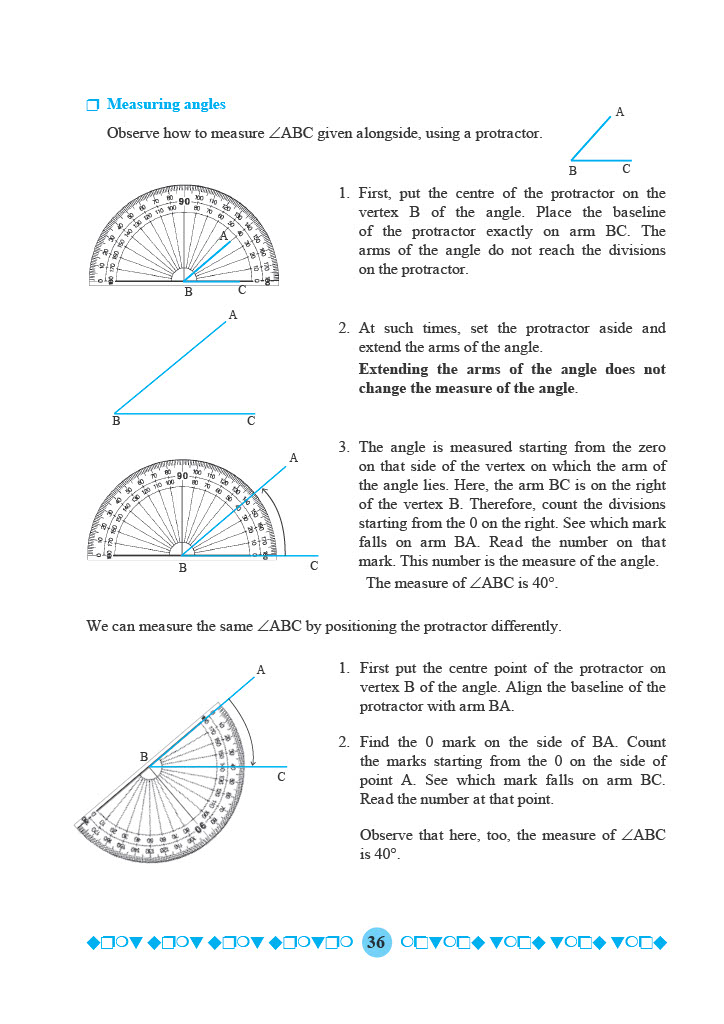 ❒ Measuring angles
Observe how to measure ∠ABC given alongside, using a protractor.
A
B
C
1. First, put the centre of the protractor on the
vertex B of the angle. Place the baseline
of the protractor exactly on arm BC. The
arms of the angle do not reach the divisions
on the protractor.
90
A
B
C
2. At such times, set the protractor aside and
extend the arms of the angle.
Extending the arms of the angle does not
change the measure of the angle.
A
B
C
3. The angle is measured starting from the zero
on that side of the vertex on which the arm of
the angle lies. Here, the arm BC is on the right
of the vertex B. Therefore, count the divisions
starting from the 0 on the right. See which mark
falls on arm BA. Read the number on that
mark. This number is the measure of the angle.
The measure of ∠ABC is 40°.
90
A
B
C
We can measure the same ∠ABC by positioning the protractor differently.
1. First put the centre point of the protractor on
vertex B of the angle. Align the baseline of the
protractor with arm BA.
2. Find the 0 mark on the side of BA. Count
the marks starting from the 0 on the side of
point A. See which mark falls on arm BC.
Read the number at that point.
Observe that here, too, the measure of ∠ABC
is 40°.
A
B
C
90
36